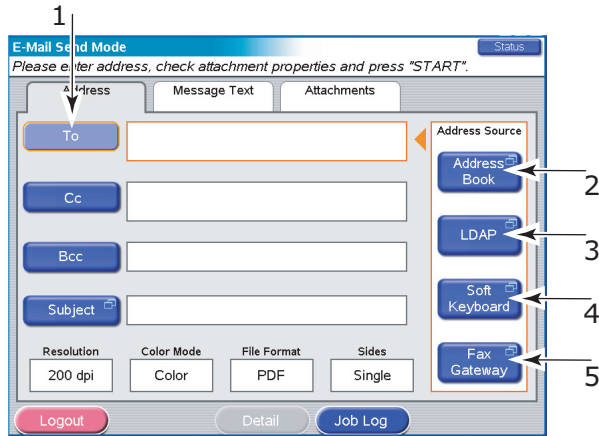 1
E-Mail Send Mode
Status
Please enter address, check attachment properties and press "START".
Address
Message Text
Attachments
To
Address Source
Address
Book
2
Cc
LDAP
3
Bcc
Soft
Keyboard
4
Subject
Resolution
Color Mode
File Format
Sides
Fax
Gateway
5
200 dpi
Color
PDF
Single
Logout
Detail
Job Log